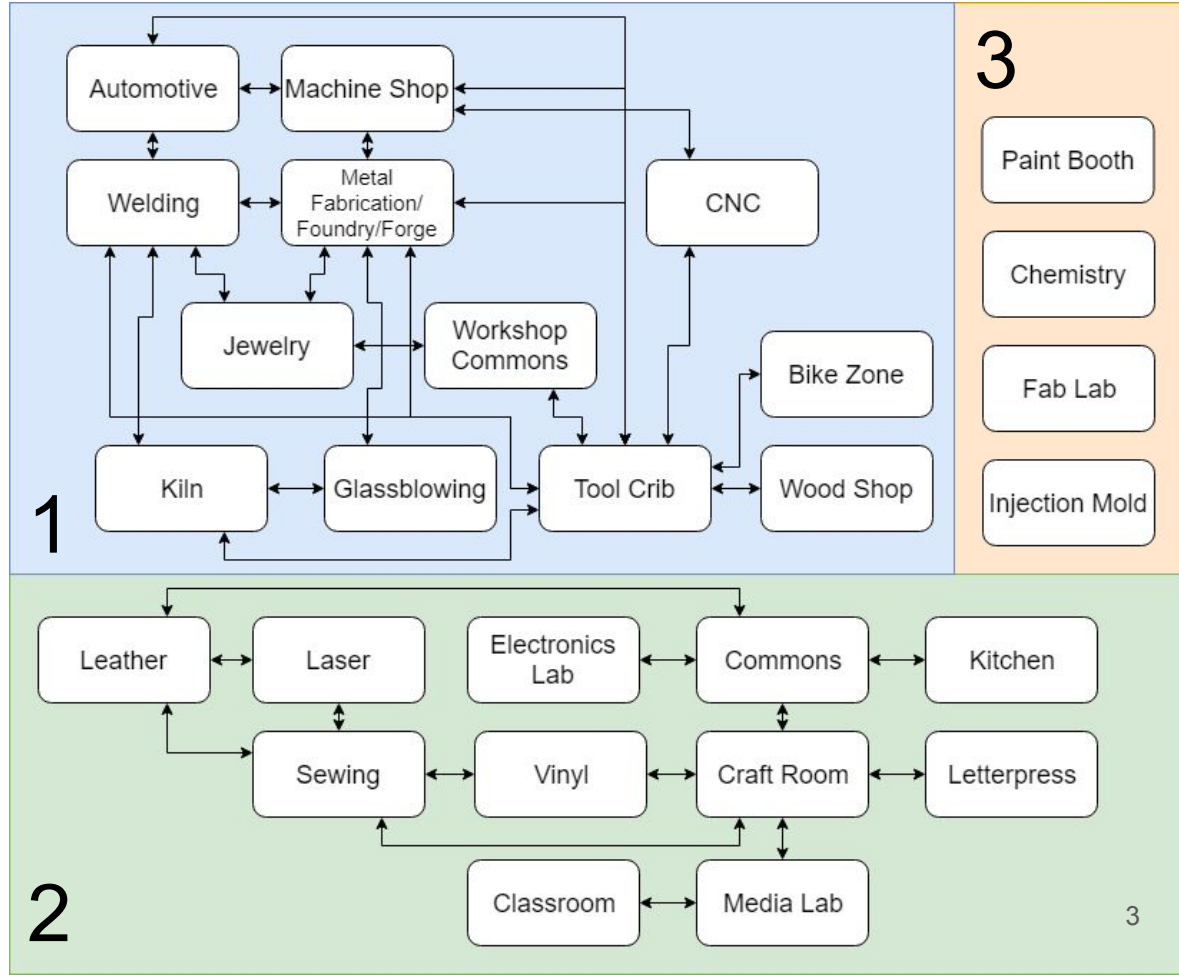 Automotive
Machine Shop
Welding
Metal
Fabrication/
Foundry/Forge
CNC
Jewelry
Workshop
Commons
Bike Zone
Kiln
Glassblowing
Tool Crib
Wood Shop
1
3
Paint Booth
Chemistry
Fab Lab
Injection Mold
Leather
Laser
Electronics
Lab
Commons
Kitchen
Sewing
Vinyl
Craft Room
Letterpress
Classroom
Media Lab
2
3